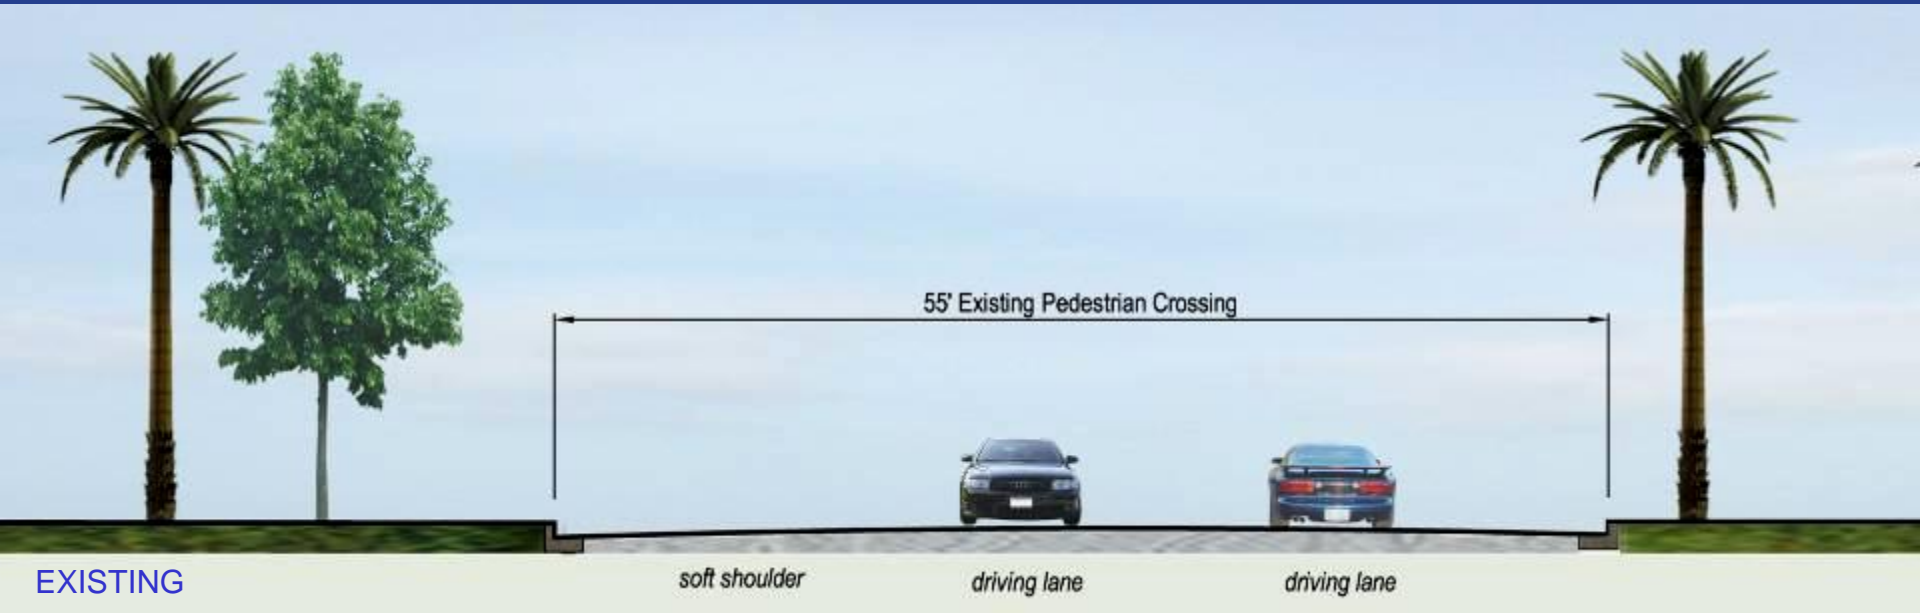 55' Existing Pedestrian Crossing
soft shoulder
driving lane
driving lane
EXISTING